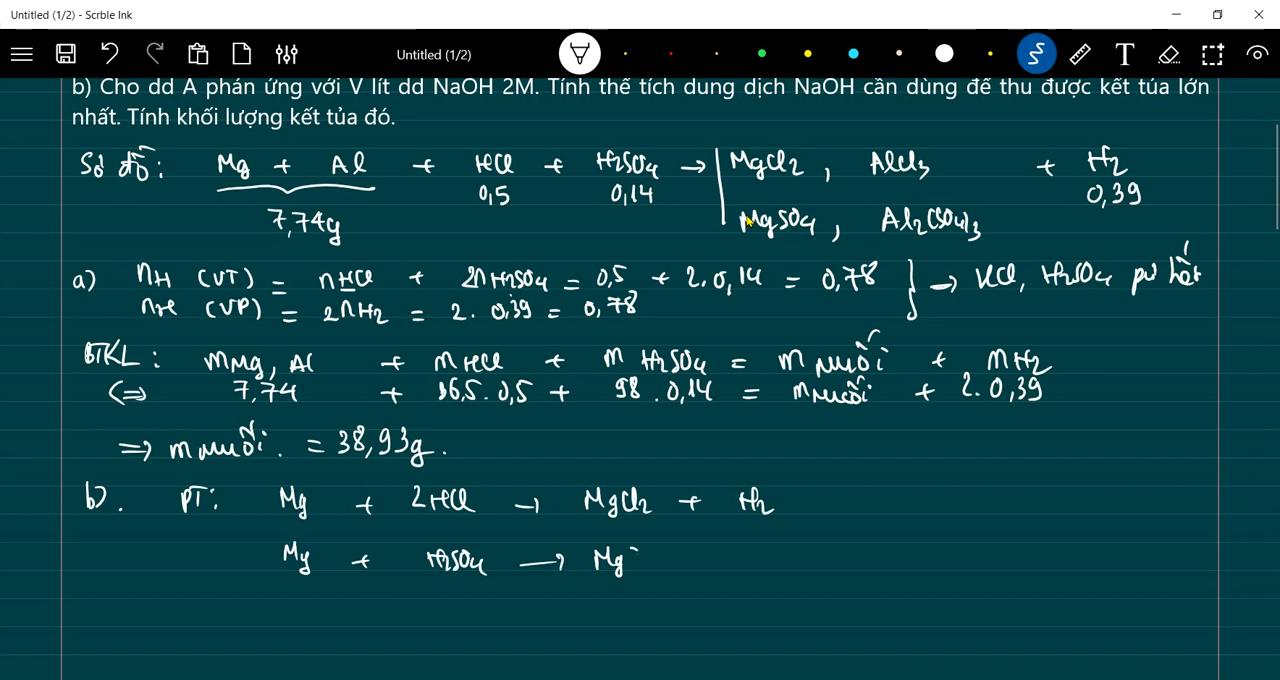 Untitled (1/2) - Scrble Ink
Untitled (1/2)
b) Cho dd A phản ứng với V lít dd NaOH 2M. Tính thể tích dung dịch NaOH cần dùng để thu được kết tủa lớn
nhất. Tính khối lượng kết tủa đó.
Sơ đồ: Mg + Al + HCl + H2SO4 → MgCl2 , AlCl3 + H2
7,74g 0,5 0,14 MgSO4 , Al2(SO4)3 0,39
a) nH (VT) = nHCl + 2nH2SO4 = 0,5 + 2.0,14 = 0,78 } → HCl, H2SO4 pư hết
nH (VP) = 2nH2 = 2. 0,39 = 0,78
BTKL: mMg, Al + mHCl + m H2SO4 = m muối + mH2
<=> 7,74 + 36,5.0,5 + 98.0,14 = m muối + 2.0,39
=> m muối = 38,93g.
b). PT: Mg + 2HCl → MgCl2 + H2
Mg + H2SO4 → Mg